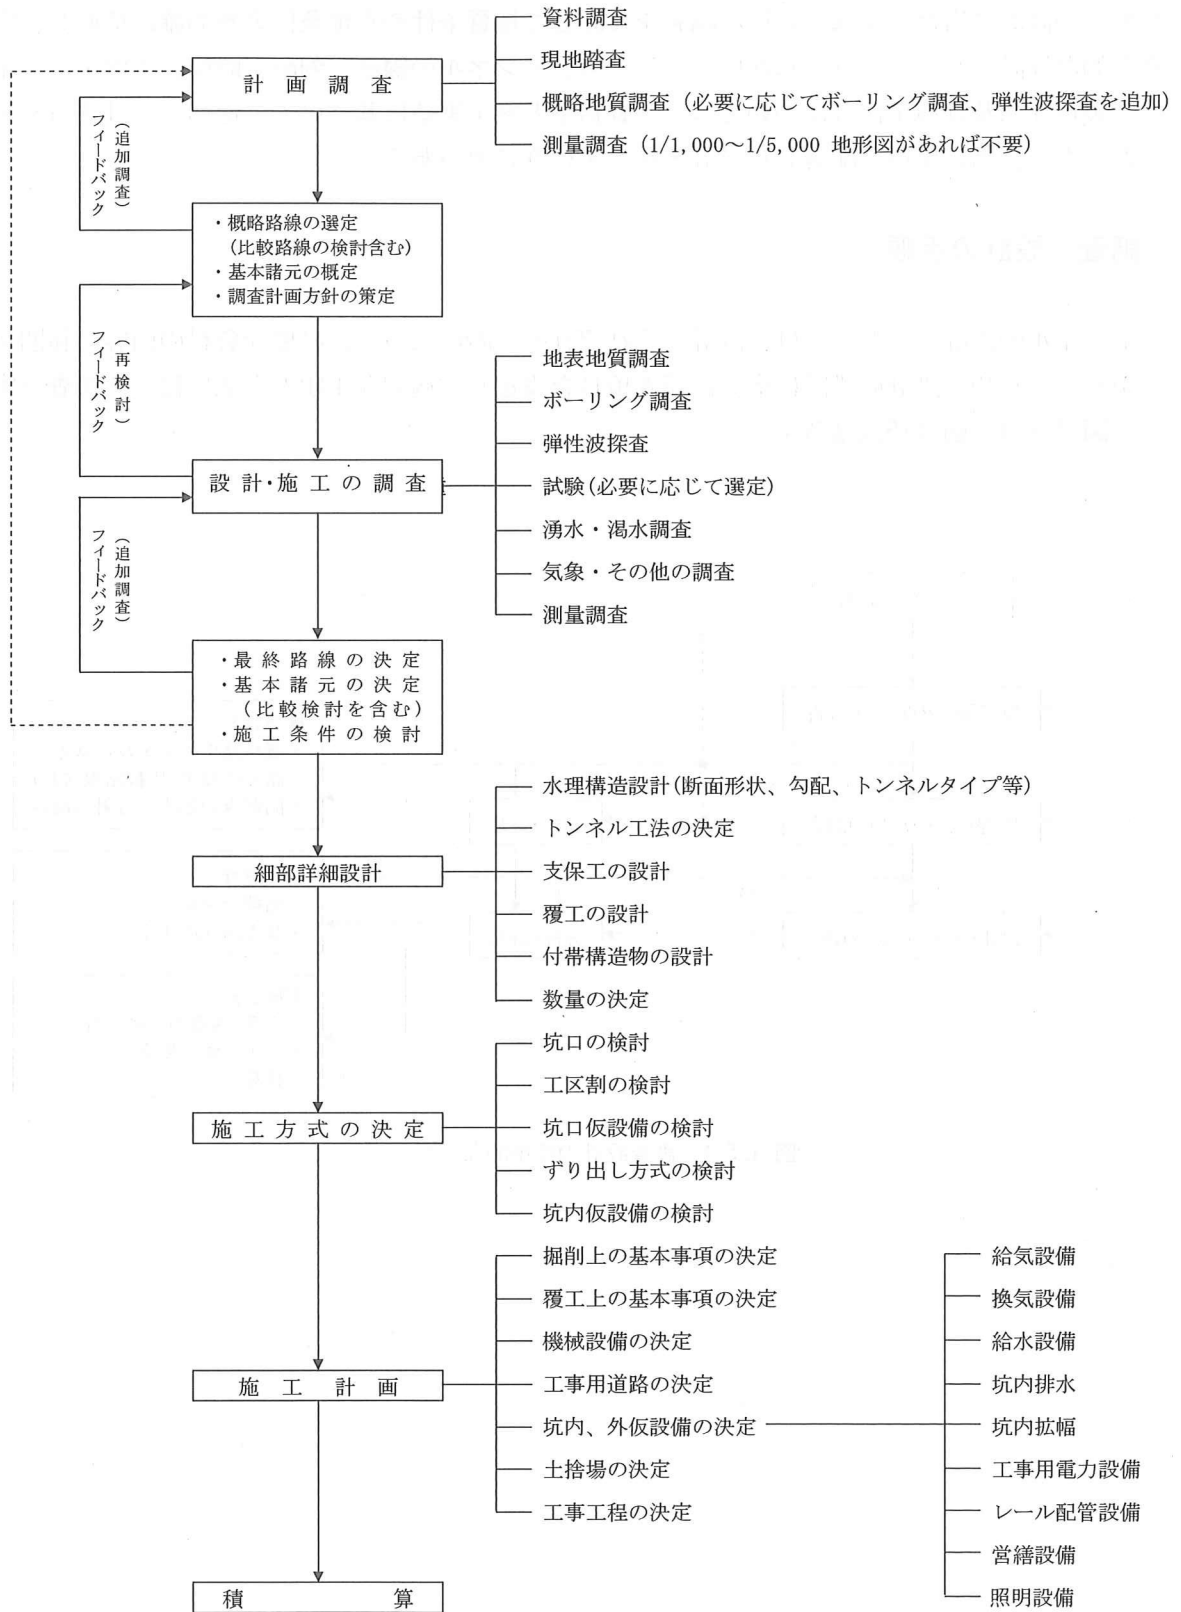 計画調査
資料調査
現地踏査
概略地質調査（必要に応じてボーリング調査、弾性波探査を追加）
測量調査（1/1,000～1/5,000 地形図があれば不要）
（追加調査）
フィードバック
・概略路線の選定
（比較路線の検討含む）
・基本諸元の概定
・調査計画方針の策定
（再検討）
フィードバック
設計・施工の調査
地表地質調査
ボーリング調査
弾性波探査
試験（必要に応じて選定）
湧水・渇水調査
気象・その他の調査
測量調査
（追加調査）
フィードバック
・最終路線の決定
・基本諸元の決定
（比較検討を含む）
・施工条件の検討
細部詳細設計
水理構造設計（断面形状、勾配、トンネルタイプ等）
トンネル工法の決定
支保工の設計
覆工の設計
付帯構造物の設計
数量の決定
施工方式の決定
坑口の検討
工区割の検討
坑口仮設備の検討
ずり出し方式の検討
坑内仮設備の検討
施工計画
掘削上の基本事項の決定
覆工上の基本事項の決定
機械設備の決定
工事用道路の決定
坑内、外仮設備の決定
土捨場の決定
工事工程の決定
給気設備
換気設備
給水設備
坑内排水
坑内拡幅
工事用電力設備
レール配管設備
営繕設備
照明設備
積算